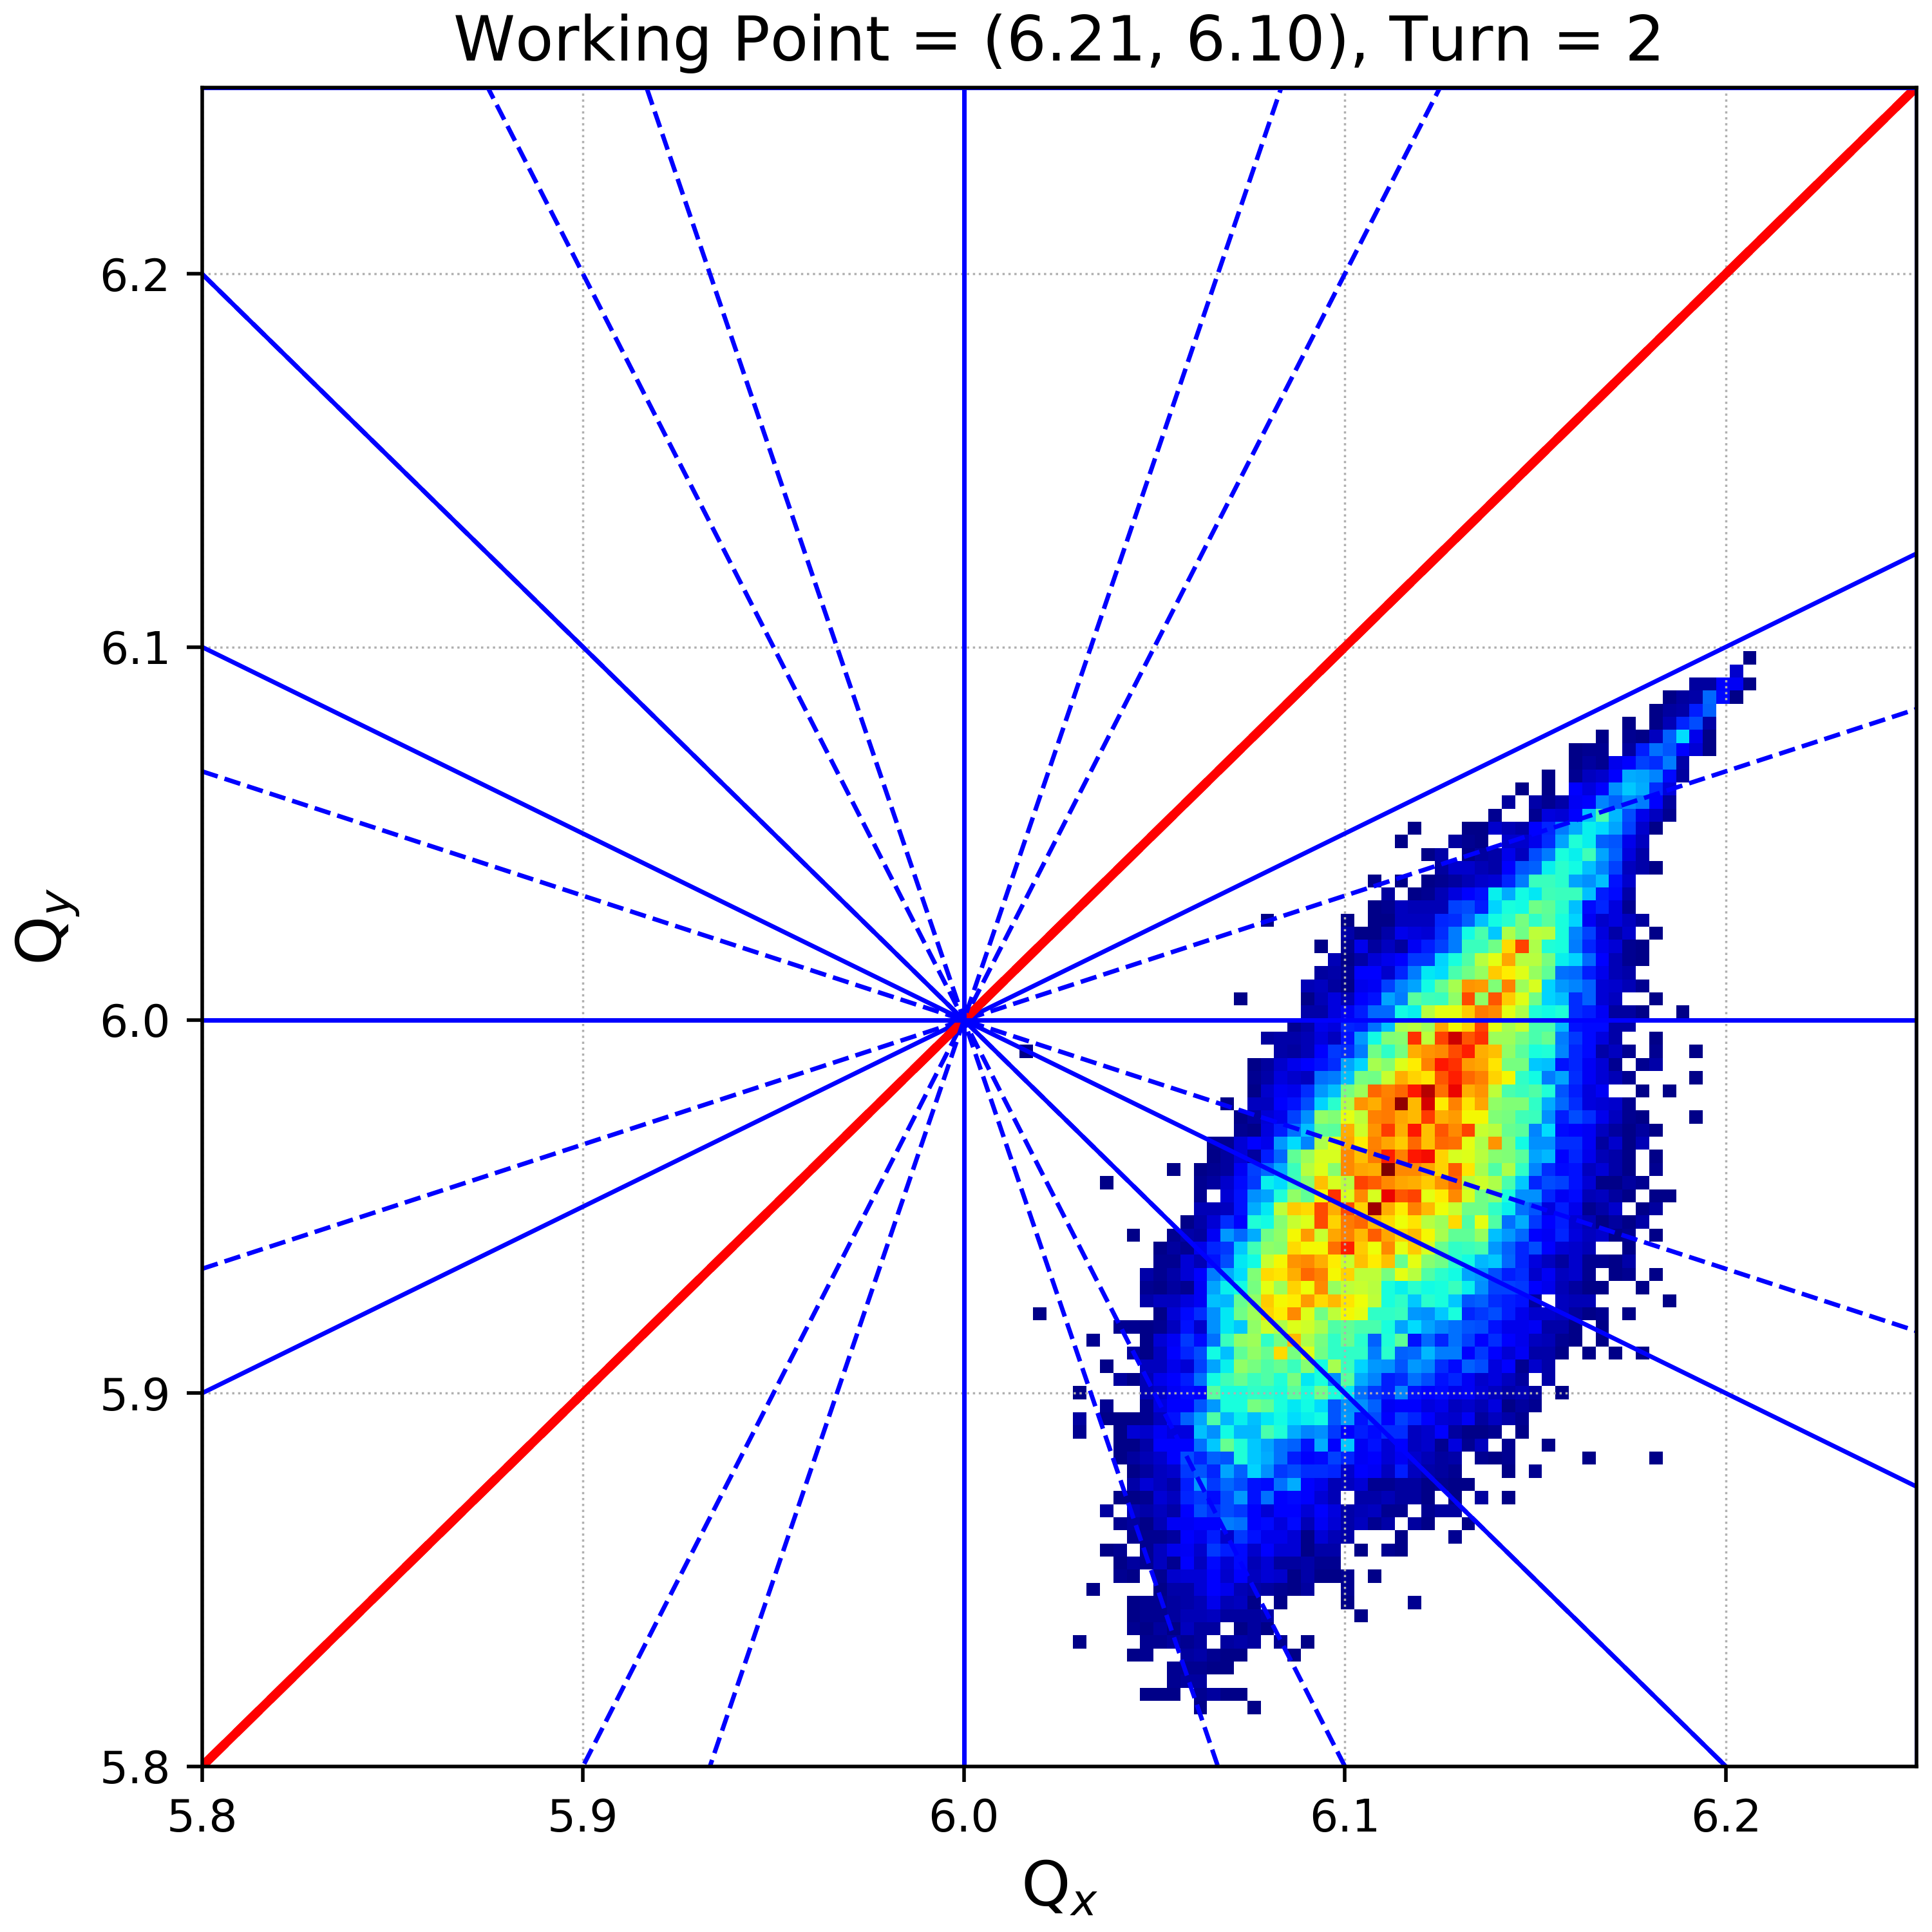 Working Point = (6.21, 6.10), Turn = 2
6.2
6.1
6.0
5.9
5.8
Qy
5.8 5.9 6.0 6.1 6.2
Qx